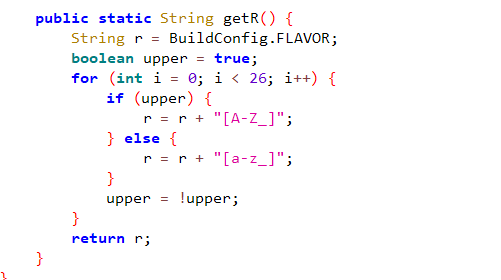 public static String getR() {
String r = BuildConfig.FLAVOR;
boolean upper = true;
for (int i = 0; i < 26; i++) {
if (upper) {
r = r + "[A-Z_]";
} else {
r = r + "[a-z_]";
}
upper = !upper;
}
return r;
}
}